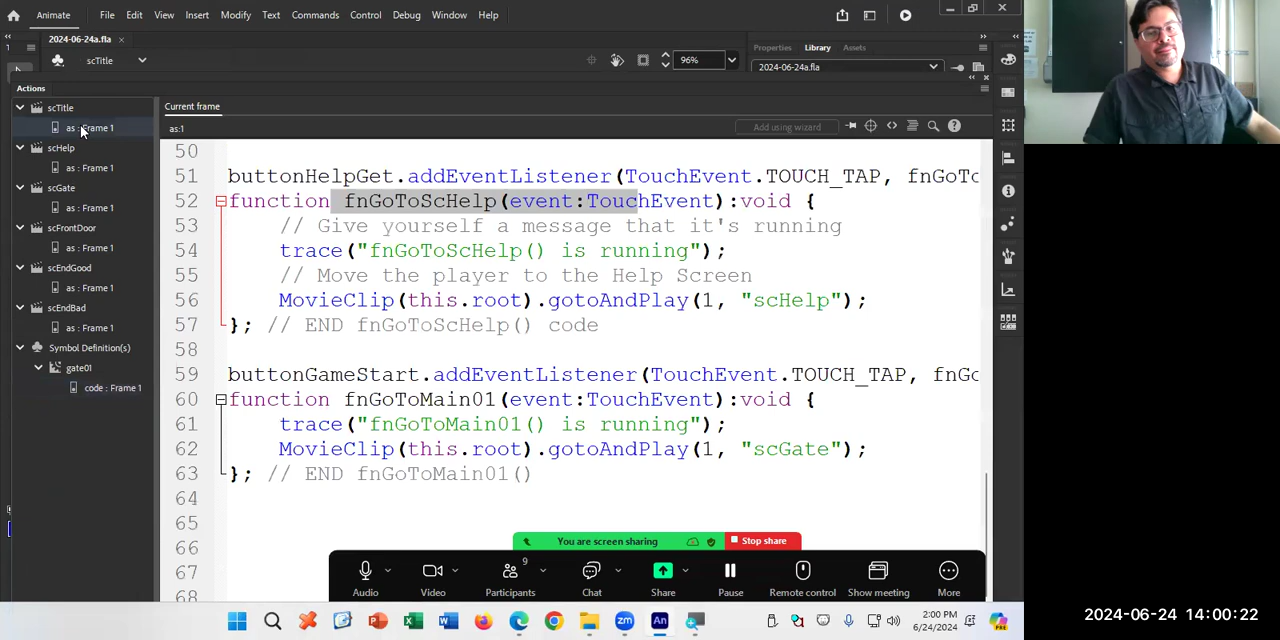 Animate File Edit View Insert Modify Text Commands Control Debug Window Help
2024-06-24a.fla
scTitle
96%
Properties Library Assets
2024-06-24a.fla
Actions
scTitle
as : Frame 1
scHelp
as : Frame 1
scGate
as : Frame 1
scFrontDoor
as : Frame 1
scEndGood
as : Frame 1
scEndBad
as : Frame 1
Symbol Definition(s)
gate01
code : Frame 1
Current frame
as:1
Add using wizard
50
51 buttonHelpGet.addEventListener(TouchEvent.TOUCH_TAP, fnGoTo
52 function fnGoToScHelp(event:TouchEvent):void {
53 // Give yourself a message that it's running
54 trace("fnGoToScHelp() is running");
55 // Move the player to the Help Screen
56 MovieClip(this.root).gotoAndPlay(1, "scHelp");
57 }; // END fnGoToScHelp() code
58
59 buttonGameStart.addEventListener(TouchEvent.TOUCH_TAP, fnGo
60 function fnGoToMain01(event:TouchEvent):void {
61 trace("fnGoToMain01() is running");
62 MovieClip(this.root).gotoAndPlay(1, "scGate");
63 }; // END fnGoToMain01()
64
65
66
67
68
You are screen sharing Stop share
9
Audio Video Participants Chat Share Pause Remote control Show meeting More
2:00 PM
6/24/2024
2024-06-24 14:00:22